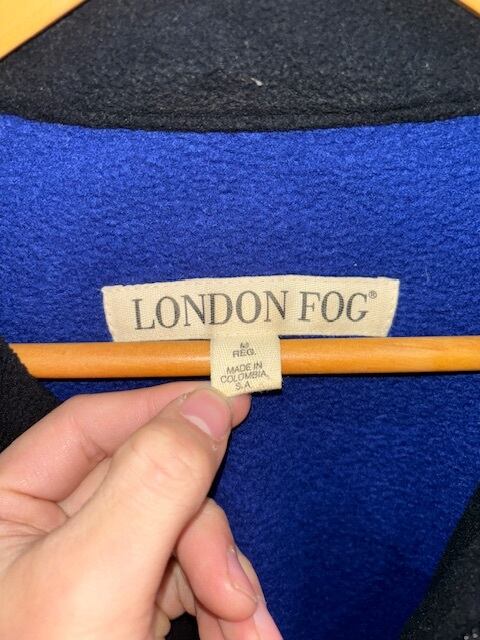 LONDON FOG®
M
REG.
MADE IN
COLOMBIA,
S.A.